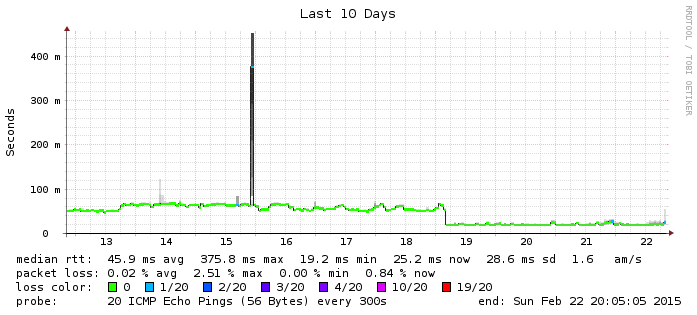 Last 10 Days
RRDTOOL / TOBI OETIKER
Seconds
400 m
300 m
200 m
100 m
0
13 14 15 16 17 18 19 20 21 22
median rtt: 45.9 ms avg 375.8 ms max 19.2 ms min 25.2 ms now 28.6 ms sd 1.6 am/s
packet loss: 0.02 % avg 2.51 % max 0.00 % min 0.84 % now
loss color: 0 1/20 2/20 3/20 4/20 10/20 19/20
probe: 20 ICMP Echo Pings (56 Bytes) every 300s end: Sun Feb 22 20:05:05 2015